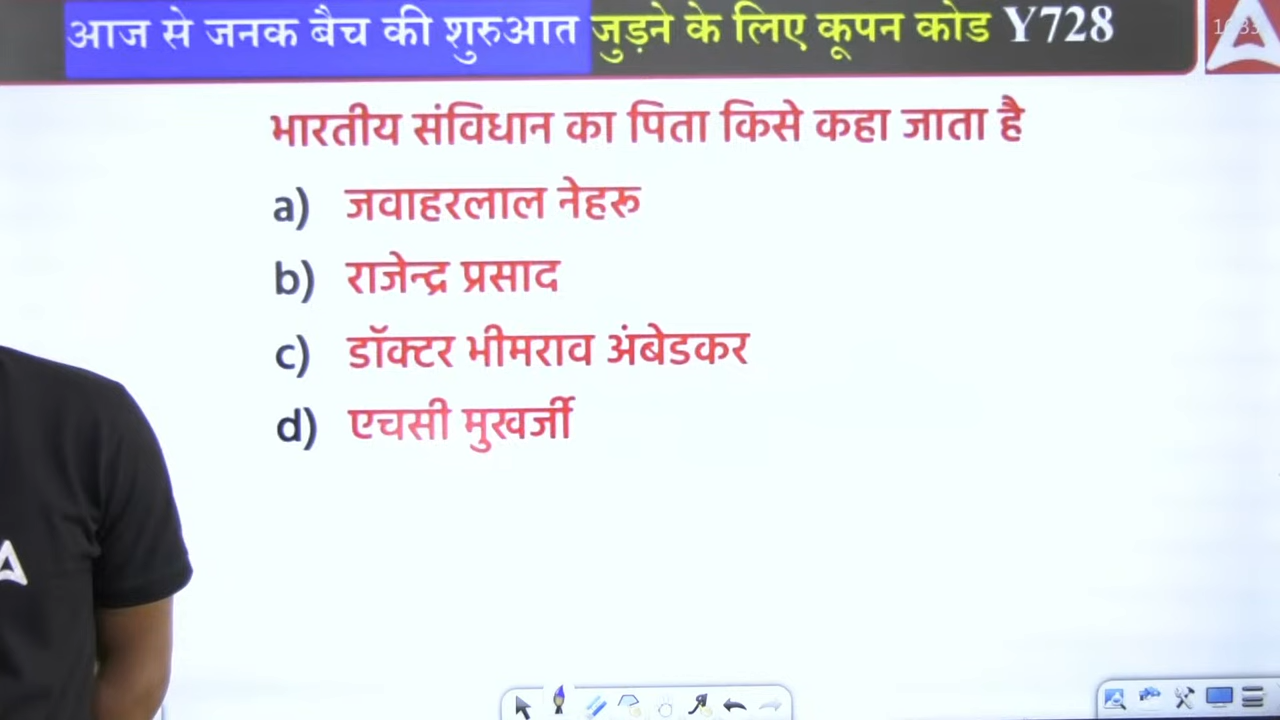 आज से जनक बैच की शुरुआत जुड़ने के लिए कूपन कोड Y728
भारतीय संविधान का पिता किसे कहा जाता है
a) जवाहरलाल नेहरू
b) राजेन्द्र प्रसाद
c) डॉक्टर भीमराव अंबेडकर
d) एचसी मुखर्जी